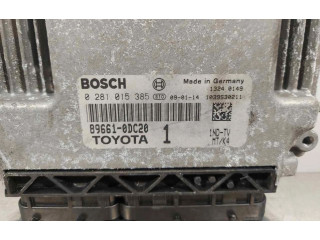 BOSCH
Made in Germany
1324.0149
0 281 015 385 09-01-14 1039S30211
89661-0DC20
TOYOTA 1
1ND-TV
MT/K4